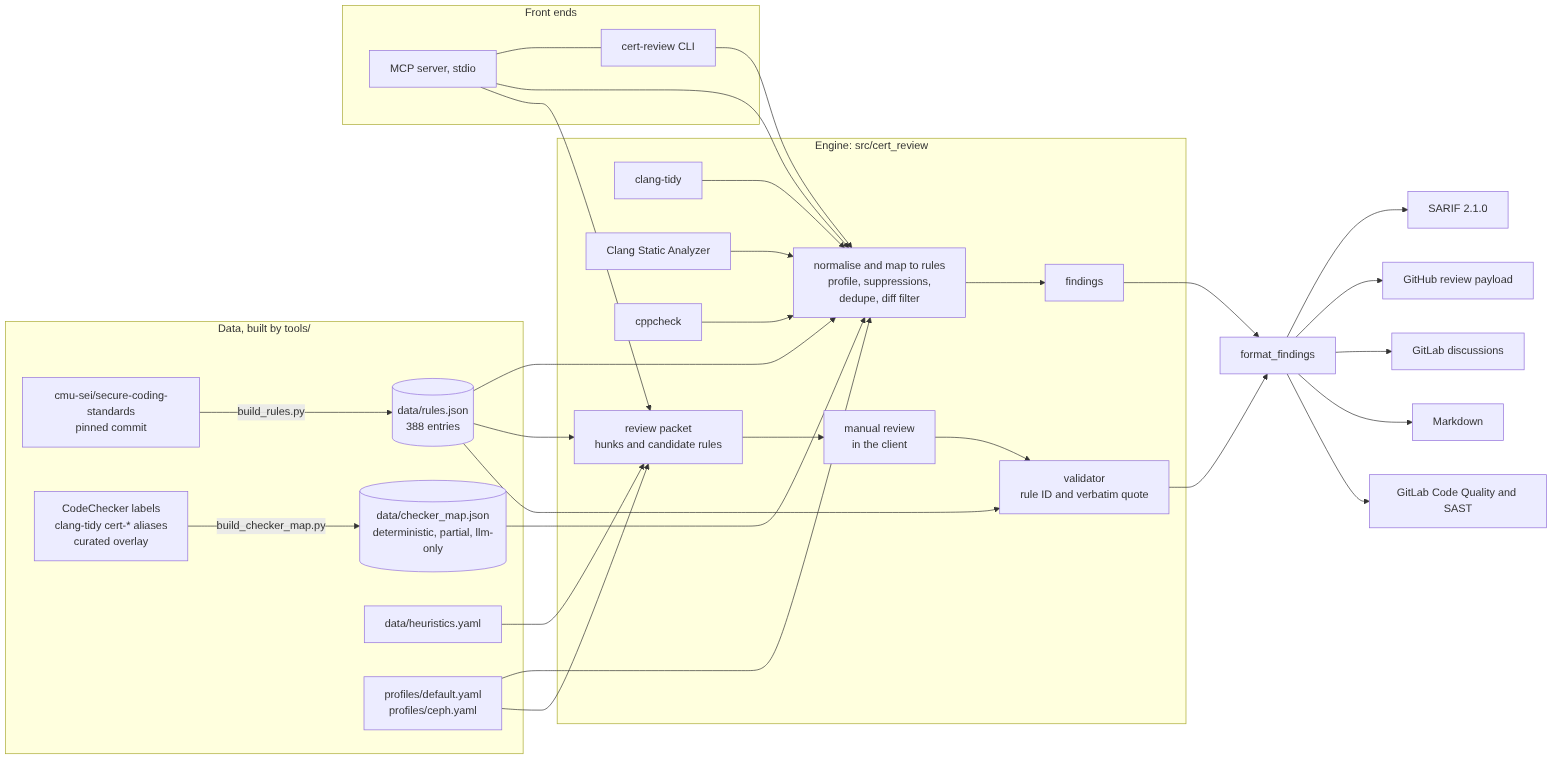 Front ends
MCP server, stdio
cert-review CLI
Engine: src/cert_review
clang-tidy
Clang Static Analyzer
cppcheck
normalise and map to rules
profile, suppressions,
dedupe, diff filter
findings
review packet
hunks and candidate rules
manual review
in the client
validator
rule ID and verbatim quote
Data, built by tools/
cmu-sei/secure-coding-
standards
pinned commit
build_rules.py
data/rules.json
388 entries
CodeChecker labels
clang-tidy cert-* aliases
curated overlay
build_checker_map.py
data/checker_map.json
deterministic, partial, llm-
only
data/heuristics.yaml
profiles/default.yaml
profiles/ceph.yaml
format_findings
SARIF 2.1.0
GitHub review payload
GitLab discussions
Markdown
GitLab Code Quality and
SAST